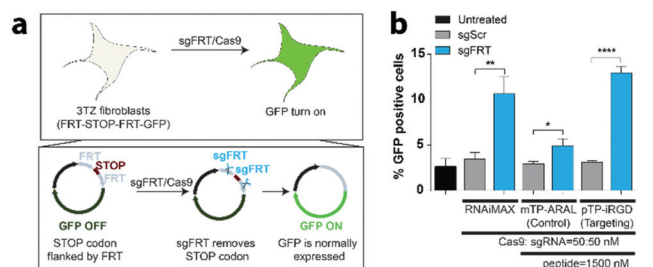 a
sgFRT/Cas9
3TZ fibroblasts
(FRT-STOP-FRT-GFP)
GFP turn on
FRT
STOP
FRT
sgFRT/Cas9
sgFRT
sgFRT
GFP OFF
GFP ON
STOP codon
flanked by FRT
sgFRT removes
STOP codon
GFP is normally
expressed
b
Untreated
sgScr
sgFRT
% GFP positive cells
15
10
5
0
**
*
****
RNAiMAX
mTP-ARAL
(Control)
pTP-iRGD
(Targeting)
Cas9: sgRNA=50:50 nM
peptide=1500 nM